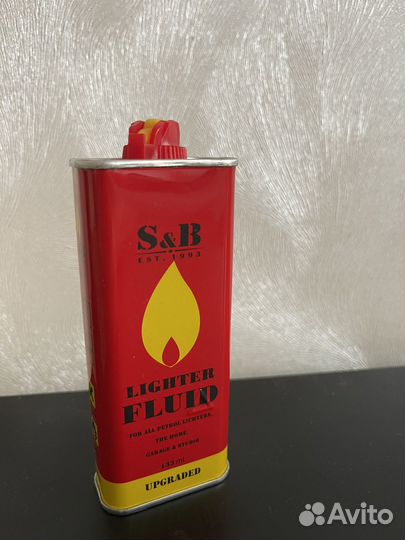 S&B
EST. 1993
LIGHTER
FLUID
FOR ALL PETROL LIGHTERS,
THE HOME,
GARAGE & STUDIO
133 ml
UPGRADED
Avito